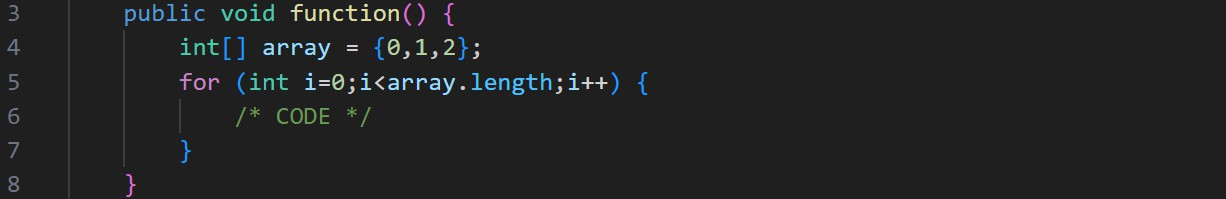 3 public void function() {
4 int[] array = {0,1,2};
5 for (int i=0;i<array.length;i++) {
6 /* CODE */
7 }
8 }